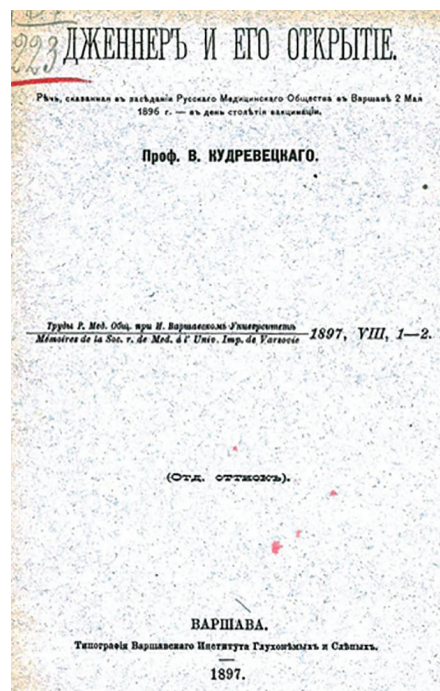 223
ДЖЕННЕРЪ И ЕГО ОТКРЫТІЕ.
Рѣчь, сказанная въ засѣданіи Русскаго Медицинскаго Общества въ Варшавѣ 2 Мая
1896 г. — въ день столѣтія вакцинаціи.
Проф. В. КУДРЕВЕЦКАГО.
Труды Р. Мед. Общ. при И. Варшавскомъ Университетѣ
Mémoires de la Soc. r. de Med. à l' Univ. Imp. de Varsovie
1897, VIII, 1—2.
(Отд. оттискъ).
ВАРШАВА.
Типографія Варшавскаго Института Глухонѣмыхъ и Слѣпыхъ.
1897.